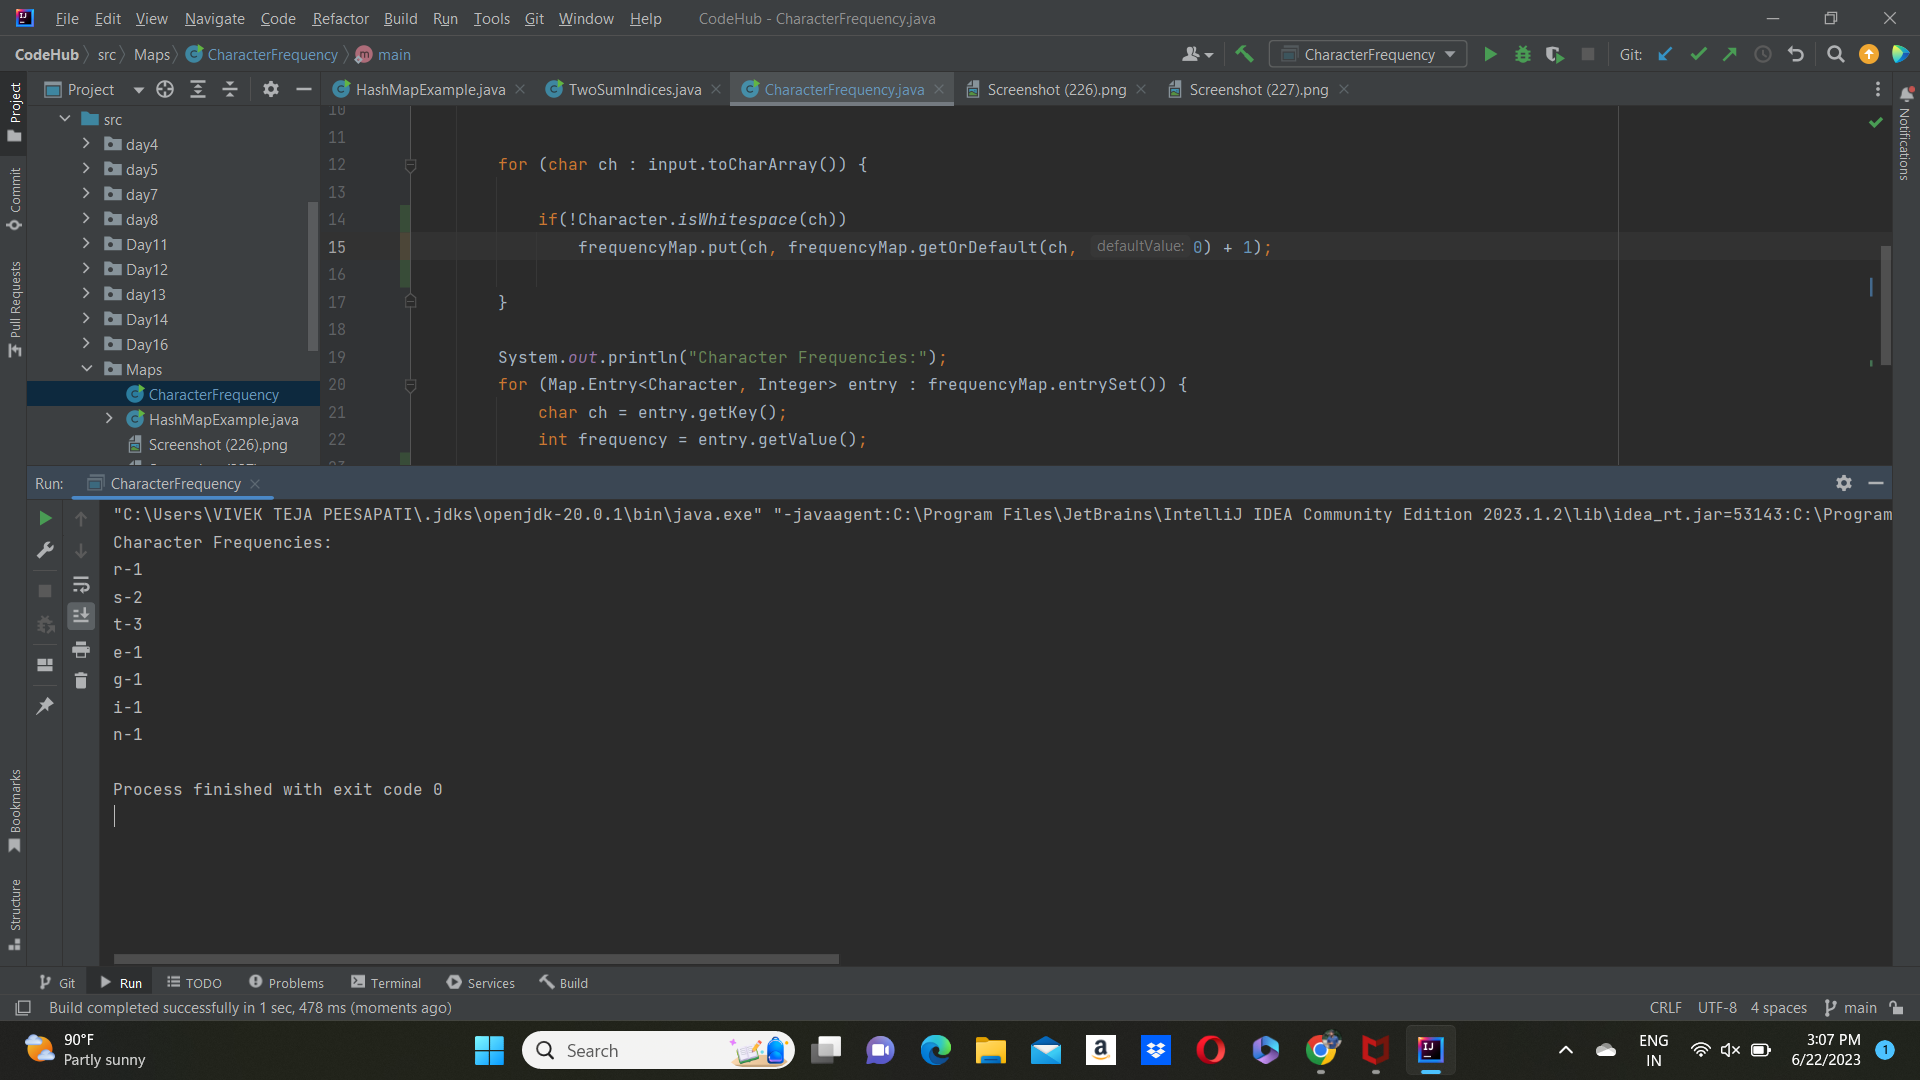 File Edit View Navigate Code Refactor Build Run Tools Git Window Help CodeHub - CharacterFrequency.java
CodeHub src Maps CharacterFrequency main CharacterFrequency Git:
Project HashMapExample.java TwoSumIndices.java CharacterFrequency.java Screenshot (226).png Screenshot (227).png
Project
Commit
Pull Requests
Bookmarks
Structure
Notifications
src
day4
day5
day7
day8
Day11
Day12
day13
Day14
Day16
Maps
CharacterFrequency
HashMapExample.java
Screenshot (226).png
10
11
12 for (char ch : input.toCharArray()) {
13
14 if(!Character.isWhitespace(ch))
15 frequencyMap.put(ch, frequencyMap.getOrDefault(ch, defaultValue: 0) + 1);
16
17 }
18
19 System.out.println("Character Frequencies:");
20 for (Map.Entry<Character, Integer> entry : frequencyMap.entrySet()) {
21 char ch = entry.getKey();
22 int frequency = entry.getValue();
Run: CharacterFrequency
"C:\Users\VIVEK TEJA PEESAPATI\.jdks\openjdk-20.0.1\bin\java.exe" "-javaagent:C:\Program Files\JetBrains\IntelliJ IDEA Community Edition 2023.1.2\lib\idea_rt.jar=53143:C:\Program
Character Frequencies:
r-1
s-2
t-3
e-1
g-1
i-1
n-1
Process finished with exit code 0
Git Run TODO Problems Terminal Services Build
Build completed successfully in 1 sec, 478 ms (moments ago) CRLF UTF-8 4 spaces main
90°F
Partly sunny
Search
ENG
IN
3:07 PM
6/22/2023
1